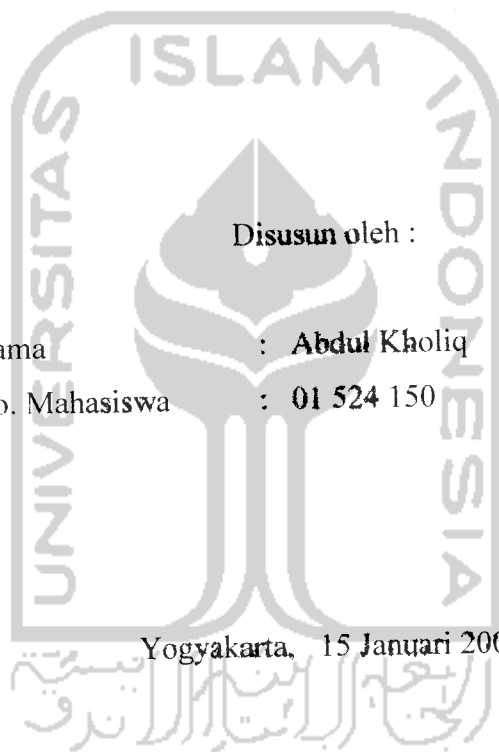 ISLAM
UNIVERSITAS
INDONESIA
Disusun oleh :
ama : Abdul Kholiq
o. Mahasiswa : 01 524 150
Yogyakarta, 15 Januari 200